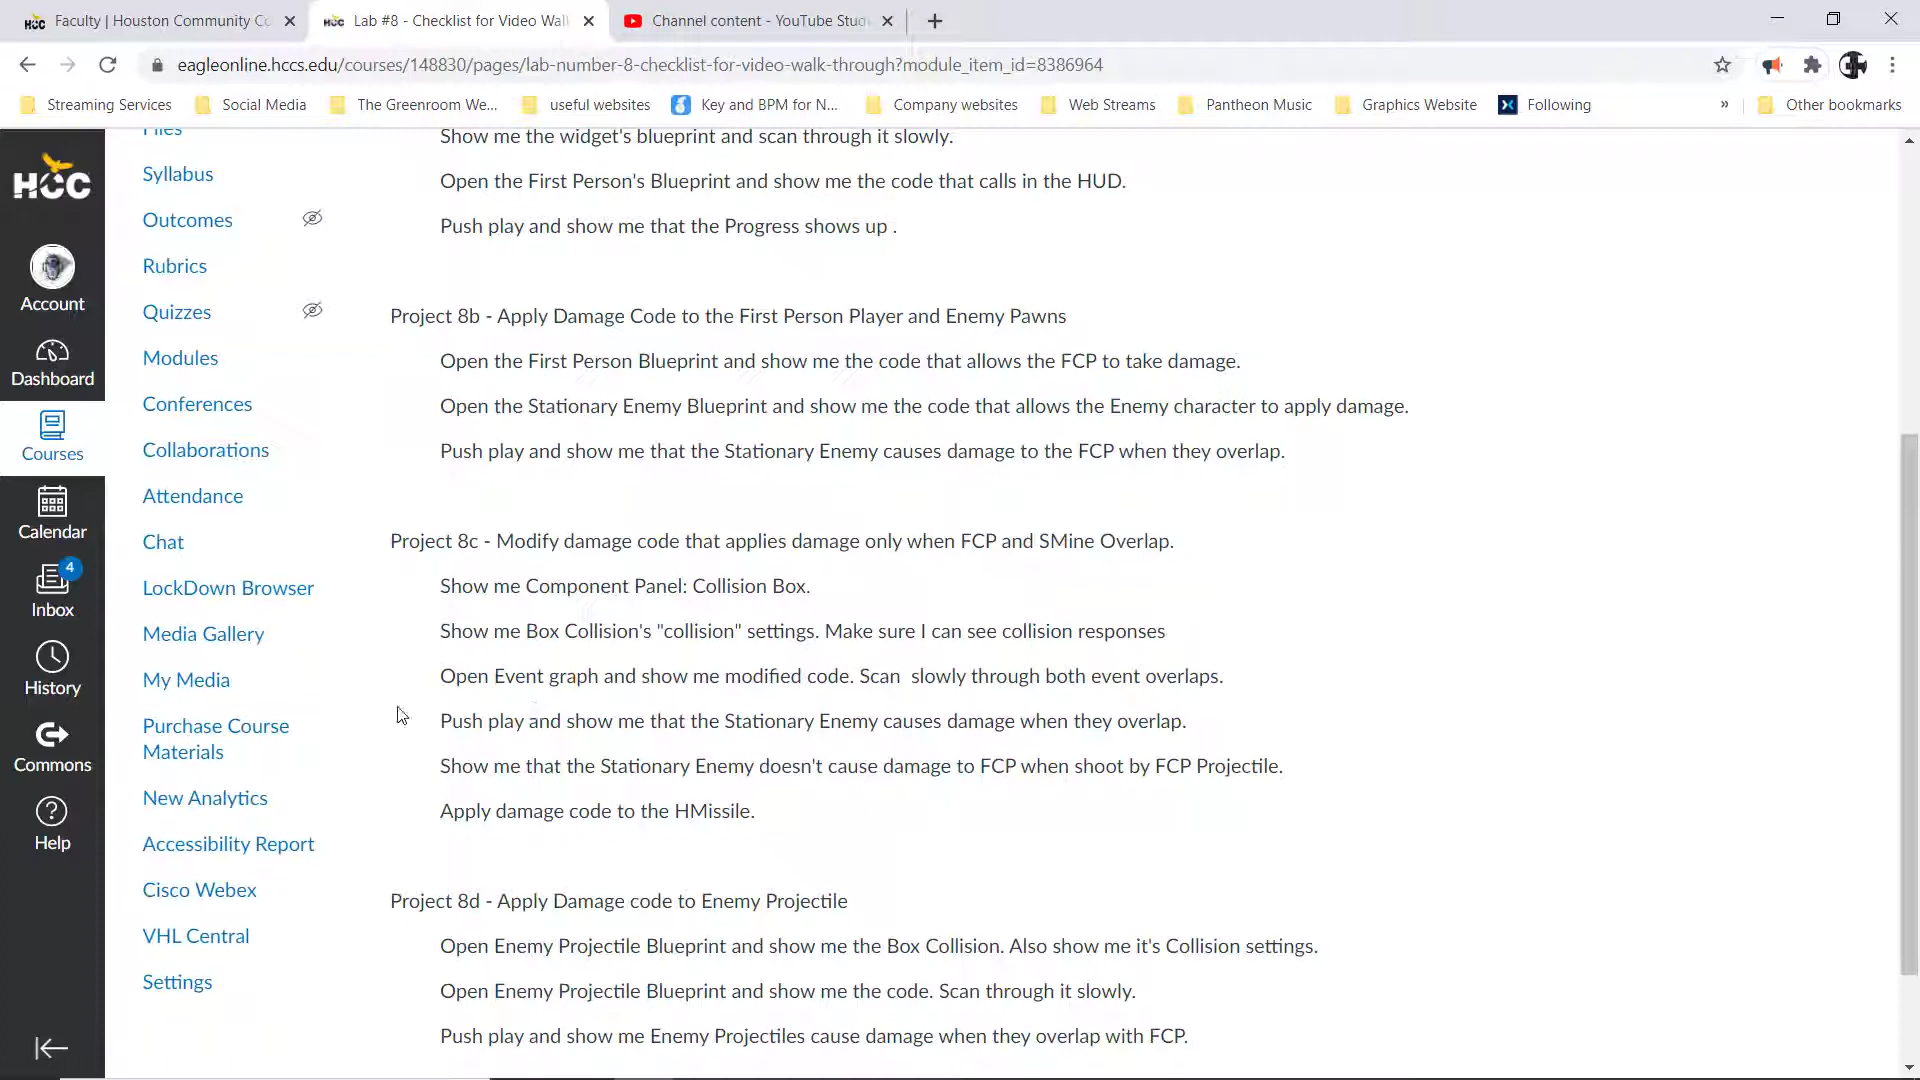 Faculty | Houston Community Co
Lab #8 - Checklist for Video Wal
Channel content - YouTube Stud
eagleonline.hccs.edu/courses/148830/pages/lab-number-8-checklist-for-video-walk-through?module_item_id=8386964
Streaming Services
Social Media
The Greenroom We...
useful websites
Key and BPM for N...
Company websites
Web Streams
Pantheon Music
Graphics Website
Following
»
Other bookmarks
HCC
Account
Dashboard
Courses
Calendar
4
Inbox
History
Commons
Help
Files
Syllabus
Outcomes
Rubrics
Quizzes
Modules
Conferences
Collaborations
Attendance
Chat
LockDown Browser
Media Gallery
My Media
Purchase Course
Materials
New Analytics
Accessibility Report
Cisco Webex
VHL Central
Settings
Show me the widget's blueprint and scan through it slowly.
Open the First Person's Blueprint and show me the code that calls in the HUD.
Push play and show me that the Progress shows up .
Project 8b - Apply Damage Code to the First Person Player and Enemy Pawns
Open the First Person Blueprint and show me the code that allows the FCP to take damage.
Open the Stationary Enemy Blueprint and show me the code that allows the Enemy character to apply damage.
Push play and show me that the Stationary Enemy causes damage to the FCP when they overlap.
Project 8c - Modify damage code that applies damage only when FCP and SMine Overlap.
Show me Component Panel: Collision Box.
Show me Box Collision's "collision" settings. Make sure I can see collision responses
Open Event graph and show me modified code. Scan  slowly through both event overlaps.
Push play and show me that the Stationary Enemy causes damage when they overlap.
Show me that the Stationary Enemy doesn't cause damage to FCP when shoot by FCP Projectile.
Apply damage code to the HMissile.
Project 8d - Apply Damage code to Enemy Projectile
Open Enemy Projectile Blueprint and show me the Box Collision. Also show me it's Collision settings.
Open Enemy Projectile Blueprint and show me the code. Scan through it slowly.
Push play and show me Enemy Projectiles cause damage when they overlap with FCP.